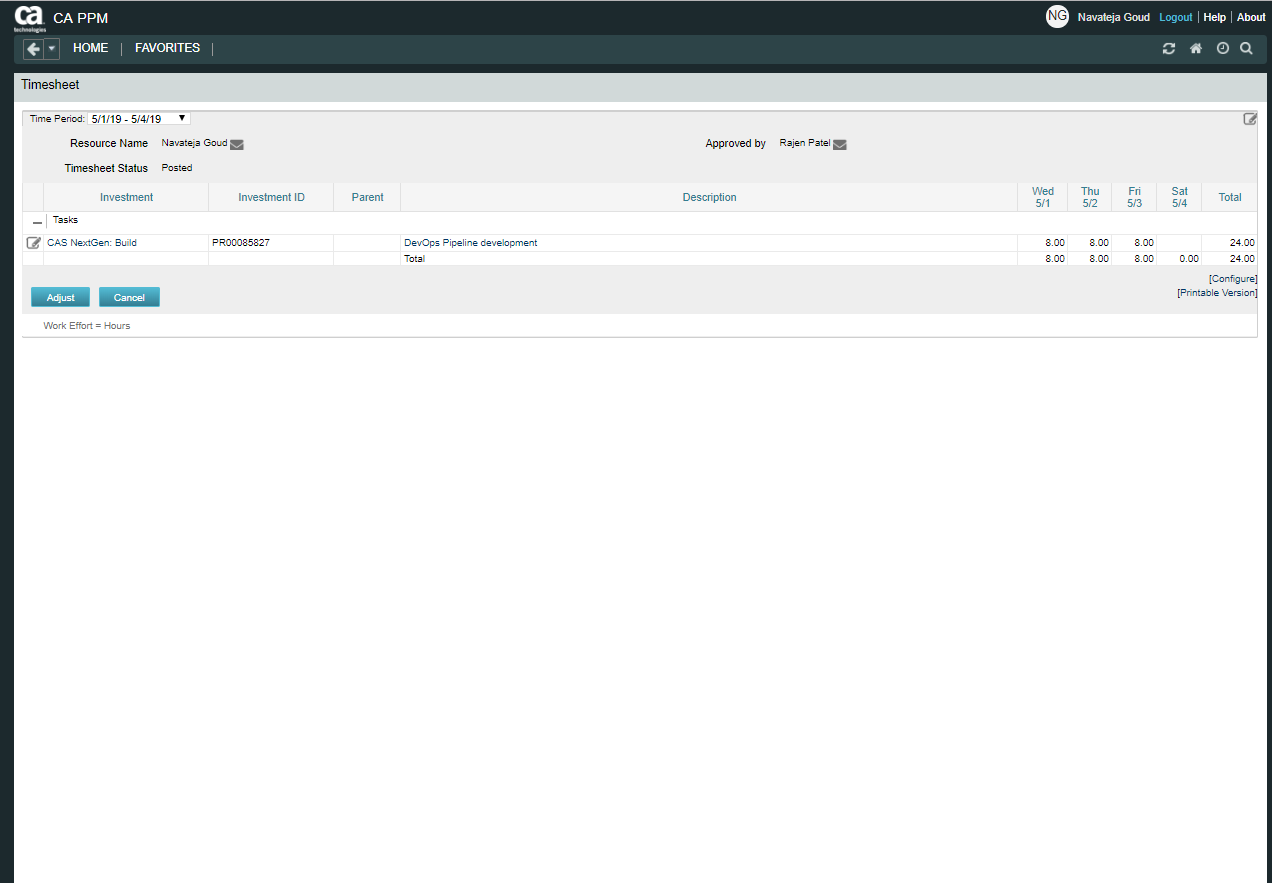 ca
technologies
CA PPM
NG Navateja Goud Logout | Help | About
HOME | FAVORITES |
Timesheet
Time Period: 5/1/19 - 5/4/19
Resource Name Navateja Goud Approved by Rajen Patel
Timesheet Status Posted
Investment Investment ID Parent Description Wed 5/1 Thu 5/2 Fri 5/3 Sat 5/4 Total
Tasks
CAS NextGen: Build PR00085827 DevOps Pipeline development 8.00 8.00 8.00 24.00
Total 8.00 8.00 8.00 0.00 24.00
[Configure]
Adjust Cancel [Printable Version]
Work Effort = Hours